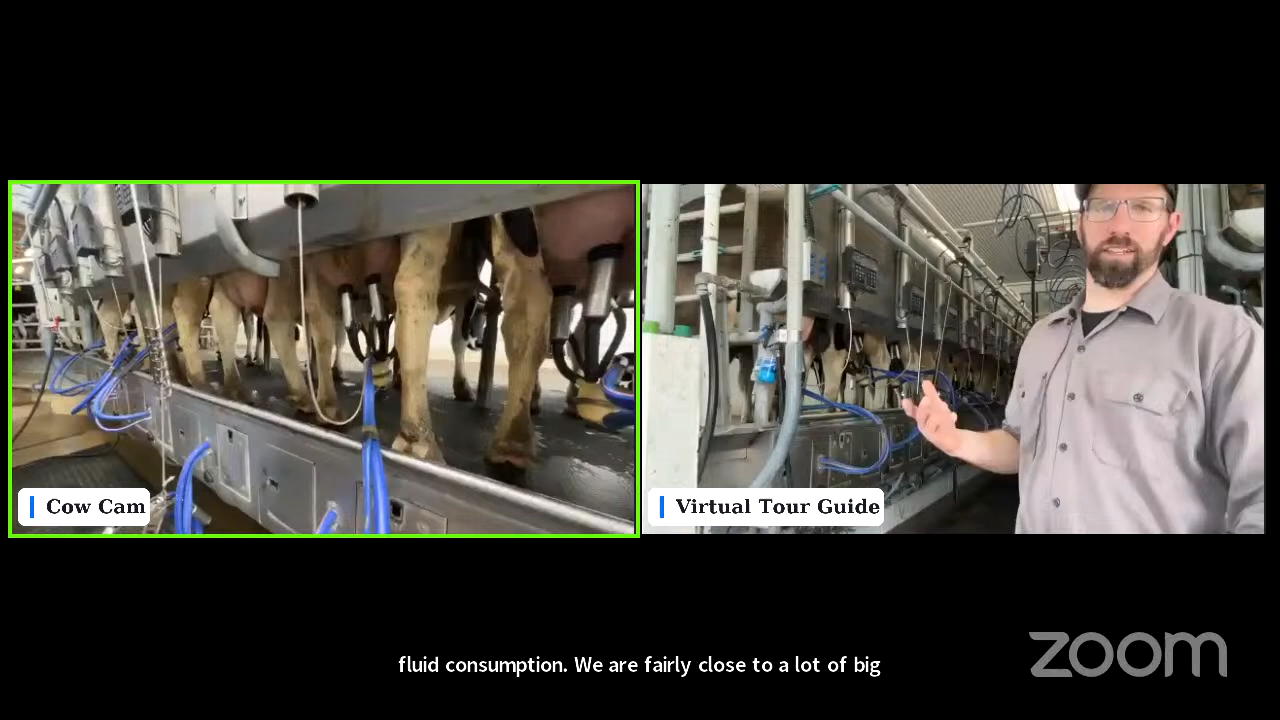 Cow Cam
Virtual Tour Guide
fluid consumption. We are fairly close to a lot of big
zoom